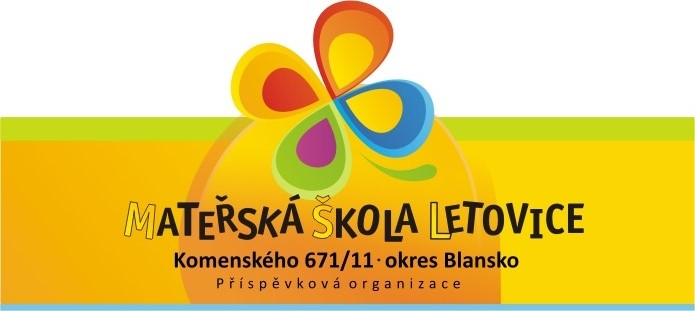 MATEŘSKÁ ŠKOLA LETOVICE
Komenského 671/11· okres Blansko
Příspěvková organizace